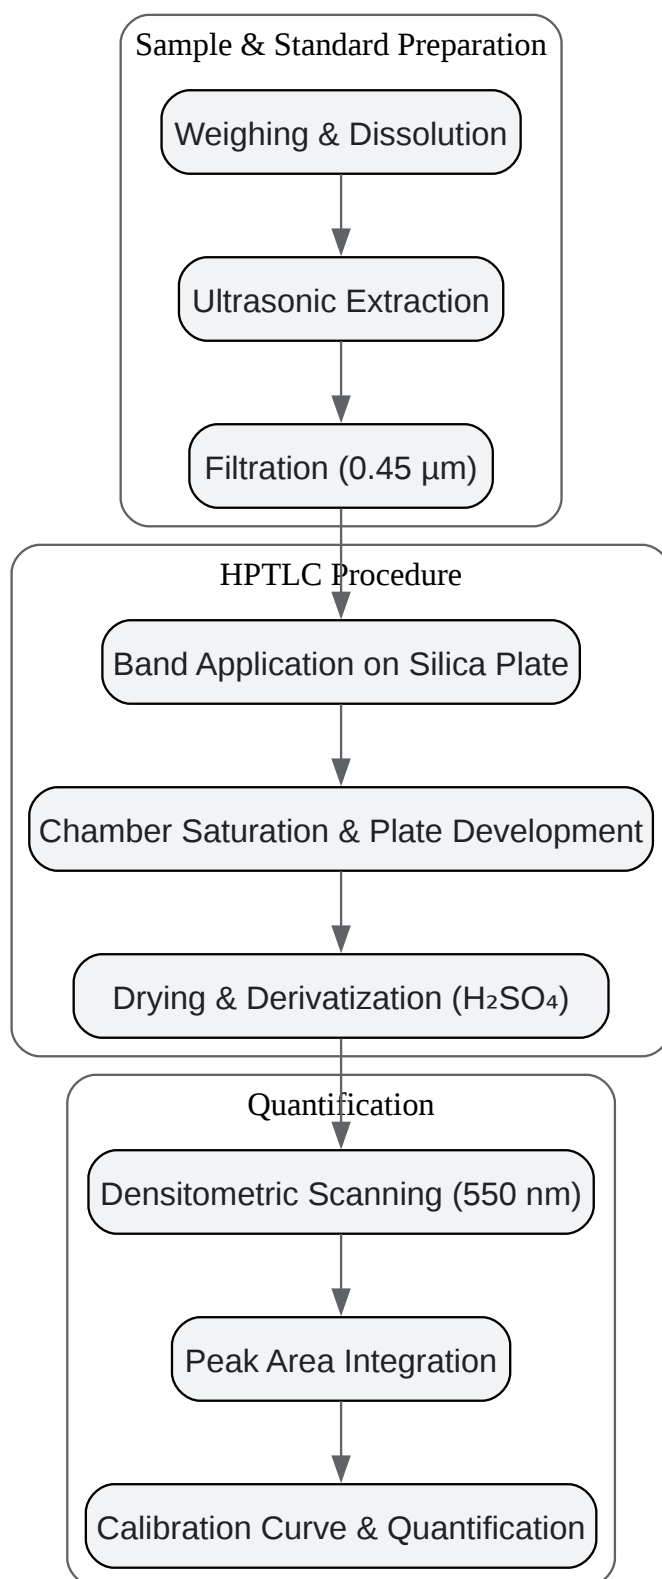 Sample & Standard Preparation
Weighing & Dissolution
Ultrasonic Extraction
Filtration (0.45 µm)
HPTLC Procedure
Band Application on Silica Plate
Chamber Saturation & Plate Development
Drying & Derivatization (H₂SO₄)
Quantification
Densitometric Scanning (550 nm)
Peak Area Integration
Calibration Curve & Quantification